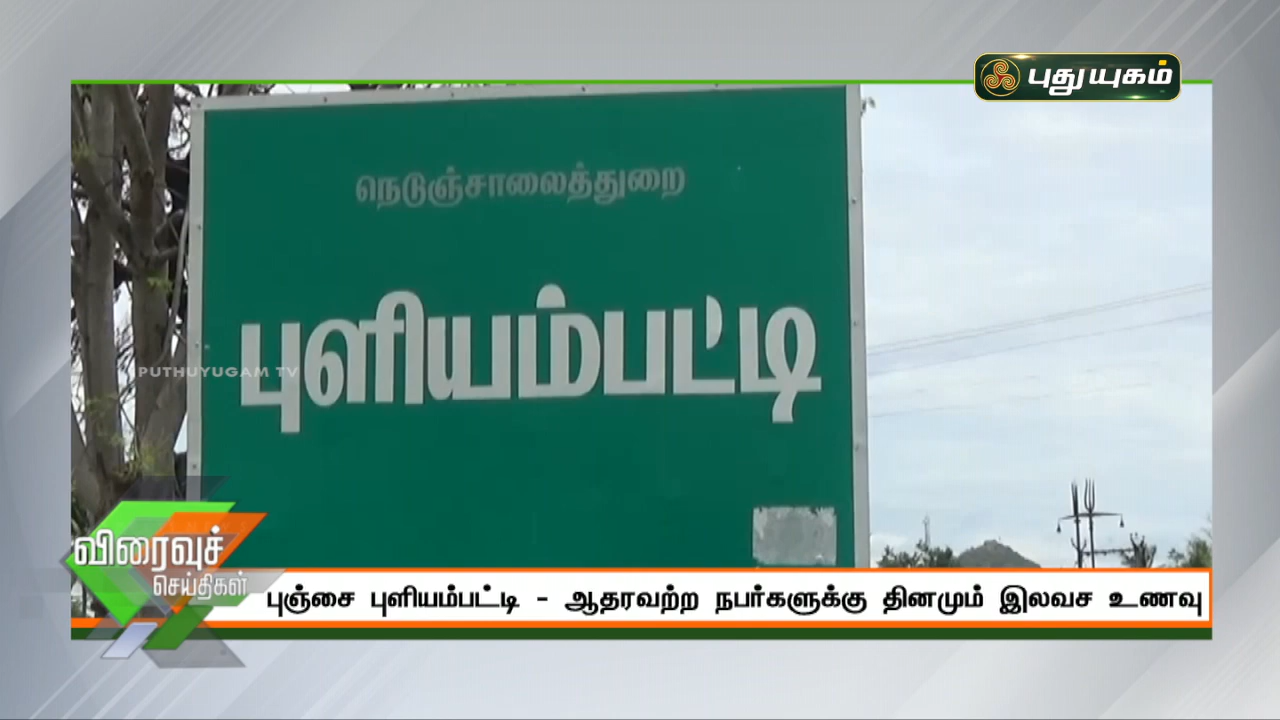 புதுயுகம்
நெடுஞ்சாலைத்துறை
புளியம்பட்டி
PUTHUYUGAM TV
விரைவுச்
செய்திகள்
புஞ்சை புளியம்பட்டி - ஆதரவற்ற நபர்களுக்கு தினமும் இலவச உணவு